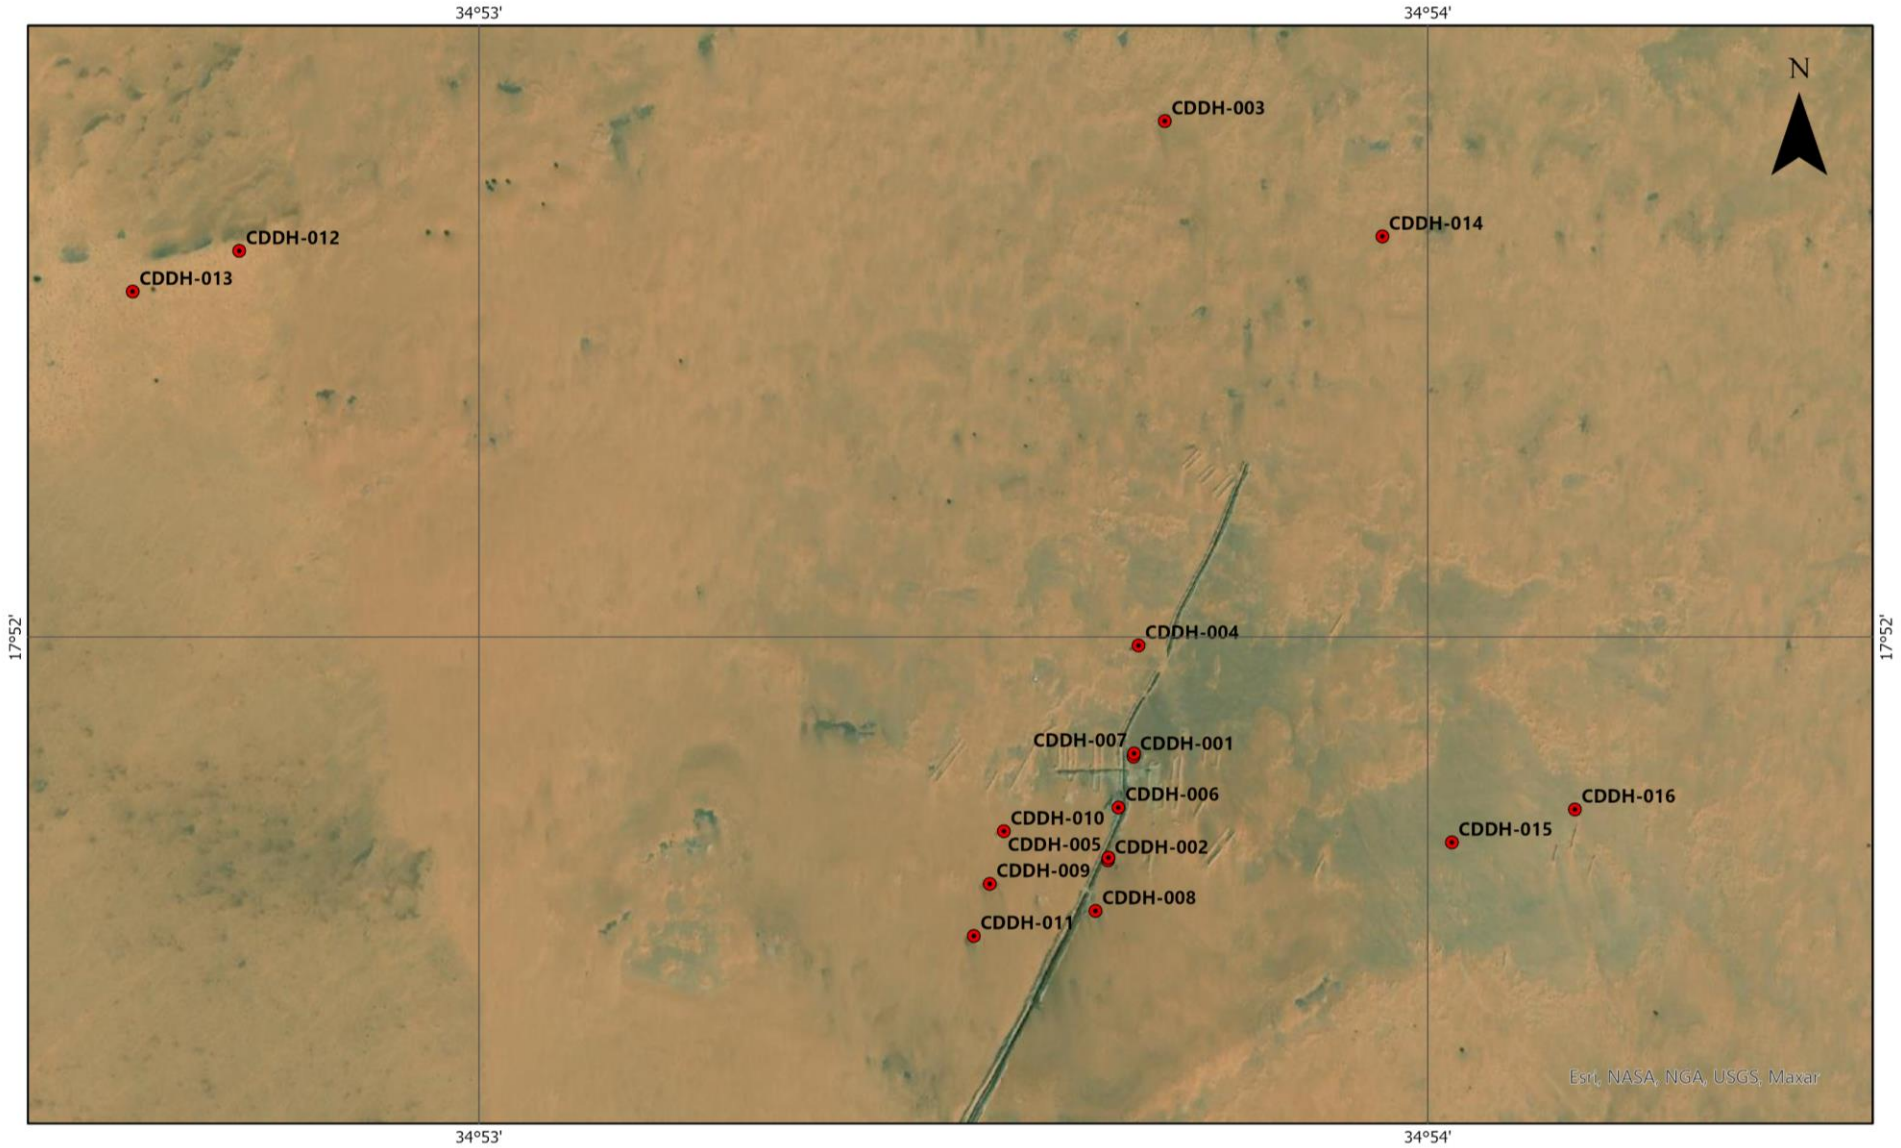 34°53' 34°54'
N
CDDH-003
CDDH-014
CDDH-012
CDDH-013
17°52' 17°52'
CDDH-004
CDDH-007 CDDH-001
CDDH-006
CDDH-016
CDDH-010
CDDH-015
CDDH-005 CDDH-002
CDDH-009
CDDH-008
CDDH-011
Esri, NASA, NGA, USGS, Maxar
34°53' 34°54'